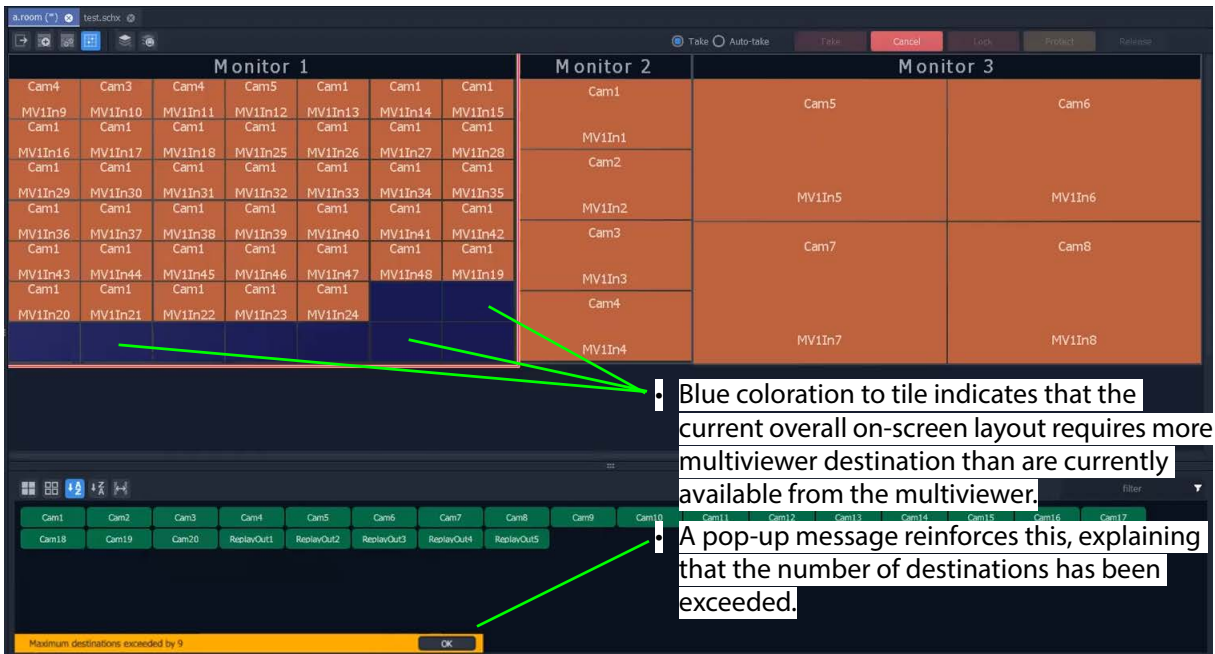 a.room (*) test.schx
Take Auto-take Take Cancel Lock Protect Release
Monitor 1 Monitor 2 Monitor 3
Cam4 Cam3 Cam4 Cam5 Cam1 Cam1 Cam1
MV1In9 MV1In10 MV1In11 MV1In12 MV1In13 MV1In14 MV1In15
Cam1 Cam1 Cam1 Cam1 Cam1 Cam1 Cam1
MV1In16 MV1In17 MV1In18 MV1In25 MV1In26 MV1In27 MV1In28
Cam1 Cam1 Cam1 Cam1 Cam1 Cam1 Cam1
MV1In29 MV1In30 MV1In31 MV1In32 MV1In33 MV1In34 MV1In35
Cam1 Cam1 Cam1 Cam1 Cam1 Cam1 Cam1
MV1In36 MV1In37 MV1In38 MV1In39 MV1In40 MV1In41 MV1In42
Cam1 Cam1 Cam1 Cam1 Cam1 Cam1 Cam1
MV1In43 MV1In44 MV1In45 MV1In46 MV1In47 MV1In48 MV1In19
Cam1 Cam1 Cam1 Cam1 Cam1
MV1In20 MV1In21 MV1In22 MV1In23 MV1In24
Cam1
MV1In1
Cam2
MV1In2
Cam3
MV1In3
Cam4
MV1In4
Cam5 Cam6
MV1In5 MV1In6
Cam7 Cam8
MV1In7 MV1In8
• Blue coloration to tile indicates that the
current overall on-screen layout requires more
multiviewer destination than are currently
available from the multiviewer.
filter
Cam1 Cam2 Cam3 Cam4 Cam5 Cam6 Cam7 Cam8 Cam9 Cam10 Cam11 Cam12 Cam13 Cam14 Cam15 Cam16 Cam17
Cam18 Cam19 Cam20 ReplayOut1 ReplayOut2 ReplayOut3 ReplayOut4 ReplayOut5
• A pop-up message reinforces this, explaining
that the number of destinations has been
exceeded.
Maximum destinations exceeded by 9 OK